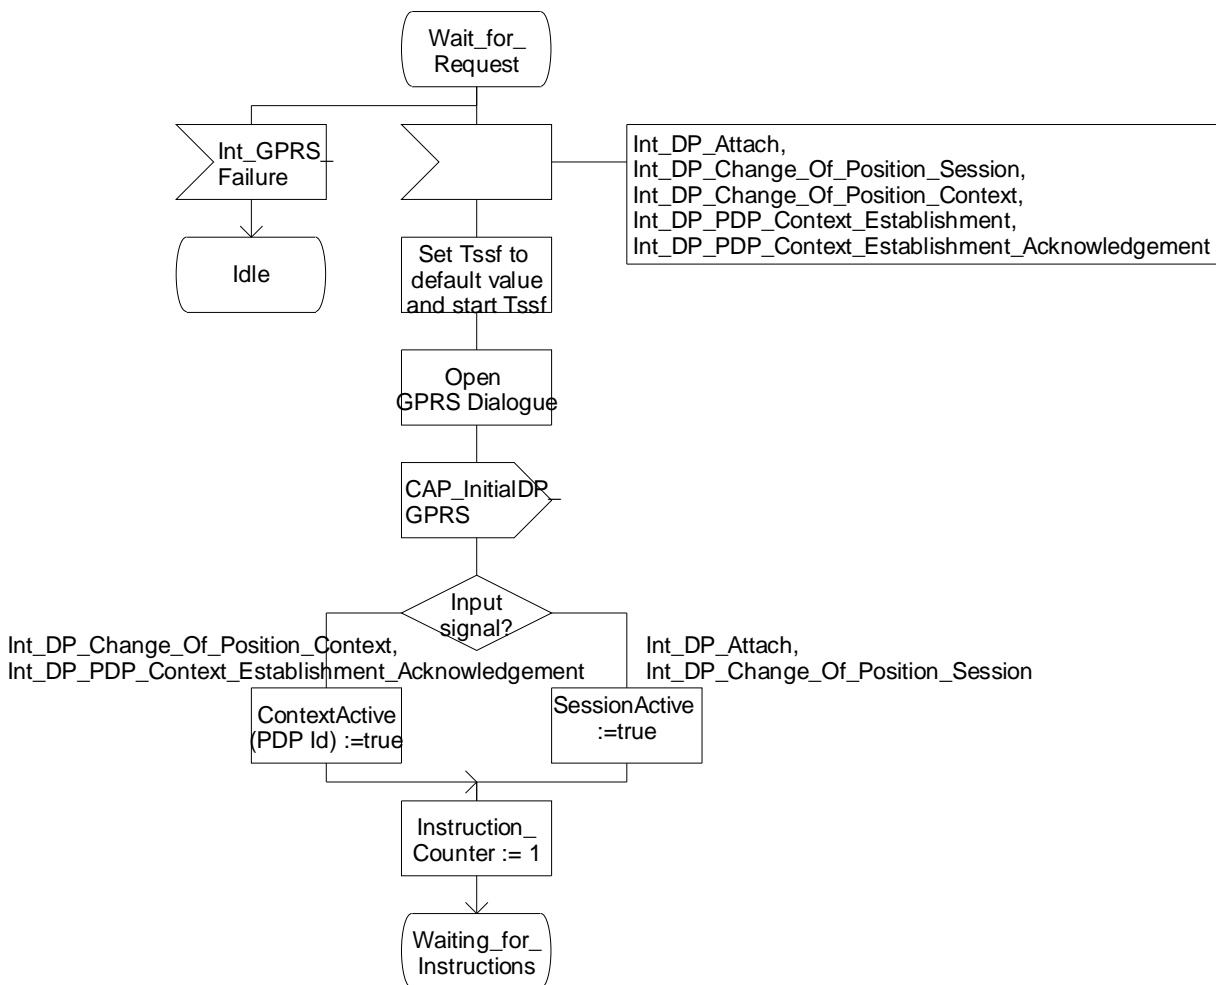 Wait_for_
Request
Int_GPRS_
Failure
Int_DP_Attach,
Int_DP_Change_Of_Position_Session,
Int_DP_Change_Of_Position_Context,
Int_DP_PDP_Context_Establishment,
Int_DP_PDP_Context_Establishment_Acknowledgement
Idle
Set Tssf to
default value
and start Tssf
Open
GPRS Dialogue
CAP_InitialDP_
GPRS
Input
signal?
Int_DP_Change_Of_Position_Context,
Int_DP_PDP_Context_Establishment_Acknowledgement
Int_DP_Attach,
Int_DP_Change_Of_Position_Session
ContextActive
(PDP Id) :=true
SessionActive
:=true
Instruction_
Counter := 1
Waiting_for_
Instructions